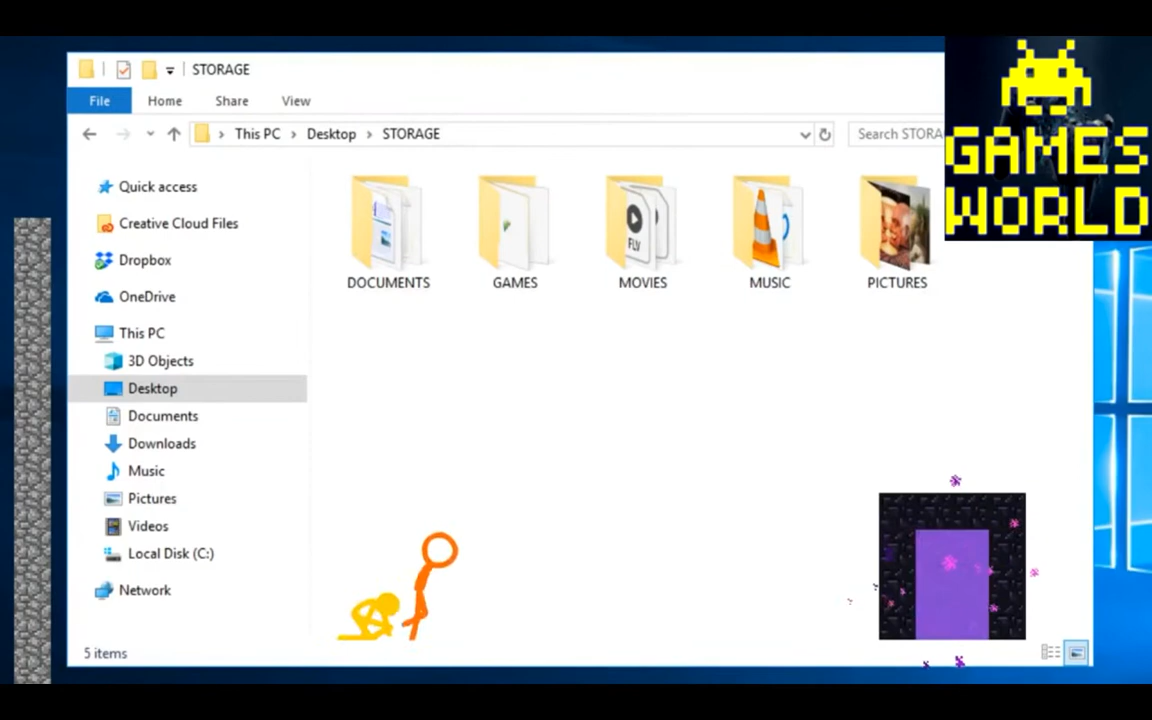 STORAGE
GAMES
WORLD
File Home Share View
This PC Desktop STORAGE
Search STORA
Quick access
Creative Cloud Files
Dropbox
OneDrive
This PC
3D Objects
Desktop
Documents
Downloads
Music
Pictures
Videos
Local Disk (C:)
Network
FLV
DOCUMENTS GAMES MOVIES MUSIC PICTURES
5 items